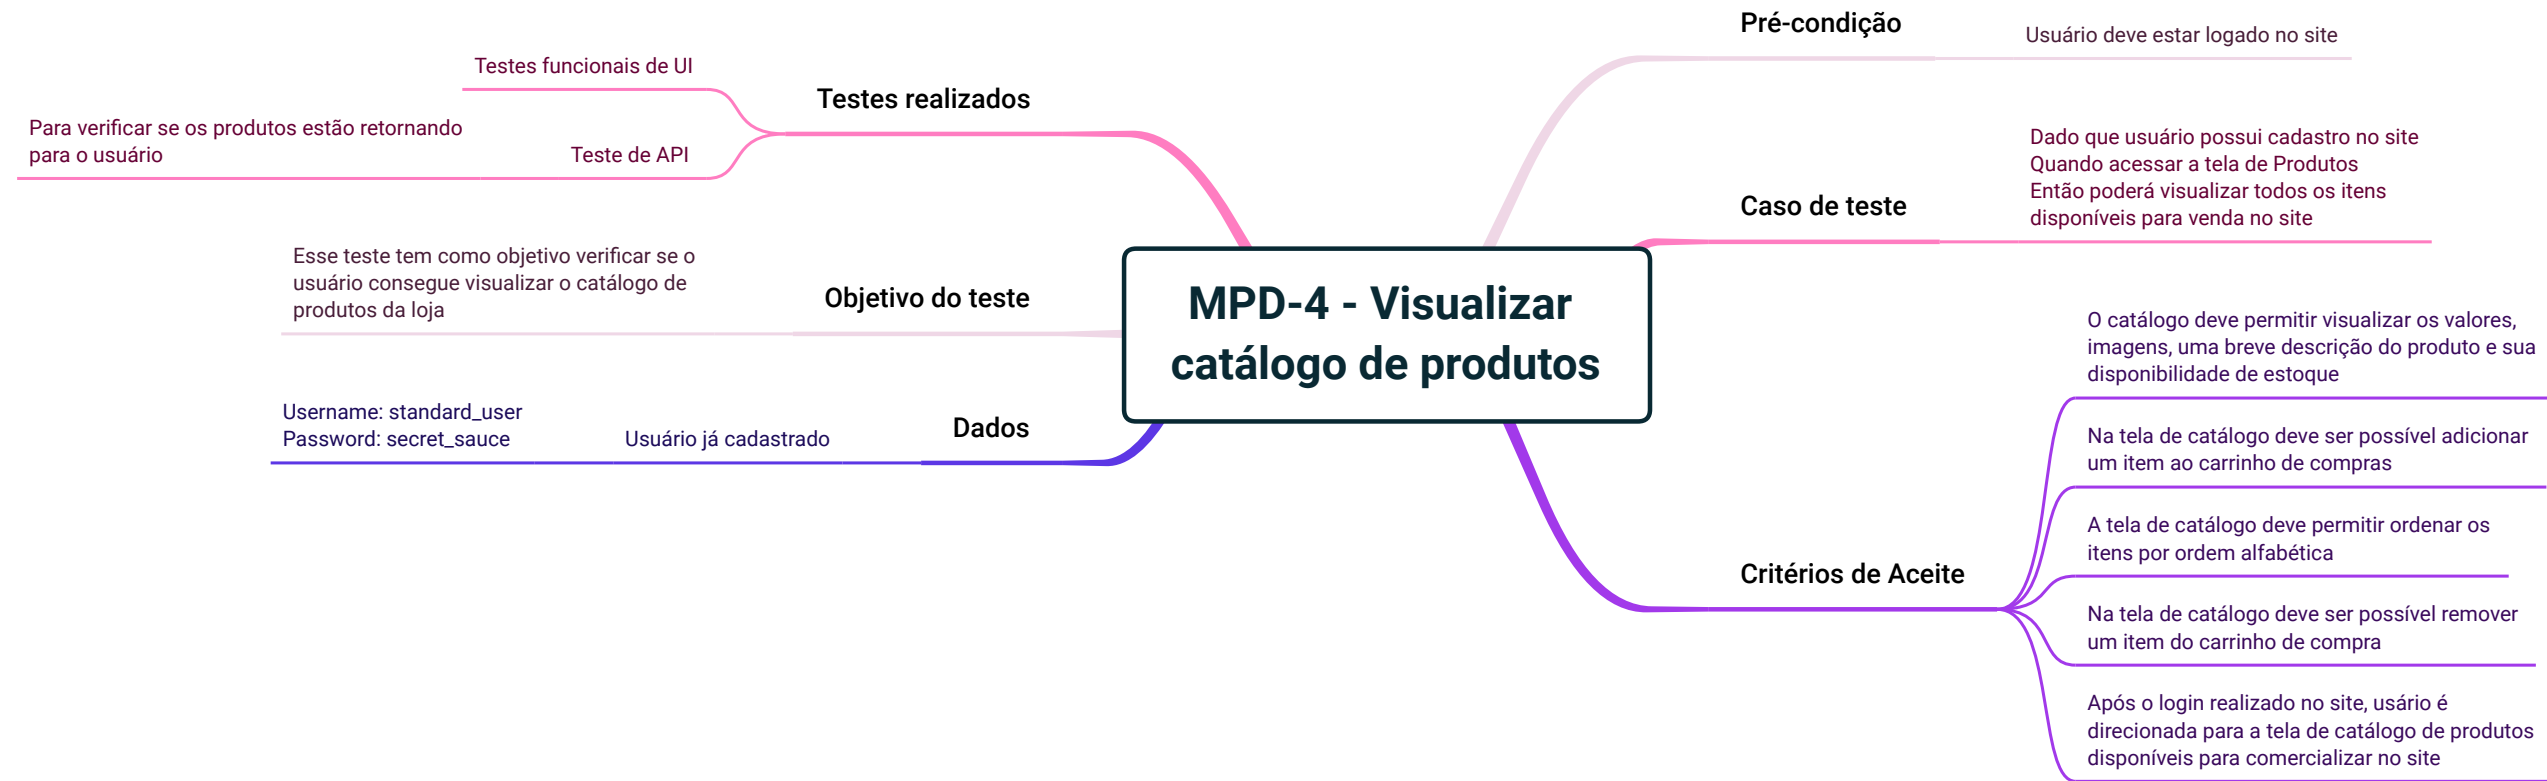 MPD-4 - Visualizar
catálogo de produtos
Pré-condição
Usuário deve estar logado no site
Caso de teste
Dado que usuário possui cadastro no site
Quando acessar a tela de Produtos
Então poderá visualizar todos os itens
disponíveis para venda no site
Critérios de Aceite
O catálogo deve permitir visualizar os valores,
imagens, uma breve descrição do produto e sua
disponibilidade de estoque
Na tela de catálogo deve ser possível adicionar
um item ao carrinho de compras
A tela de catálogo deve permitir ordenar os
itens por ordem alfabética
Na tela de catálogo deve ser possível remover
um item do carrinho de compra
Após o login realizado no site, usário é
direcionada para a tela de catálogo de produtos
disponíveis para comercializar no site
Testes realizados
Testes funcionais de UI
Teste de API
Para verificar se os produtos estão retornando
para o usuário
Objetivo do teste
Esse teste tem como objetivo verificar se o
usuário consegue visualizar o catálogo de
produtos da loja
Dados
Usuário já cadastrado
Username: standard_user
Password: secret_sauce